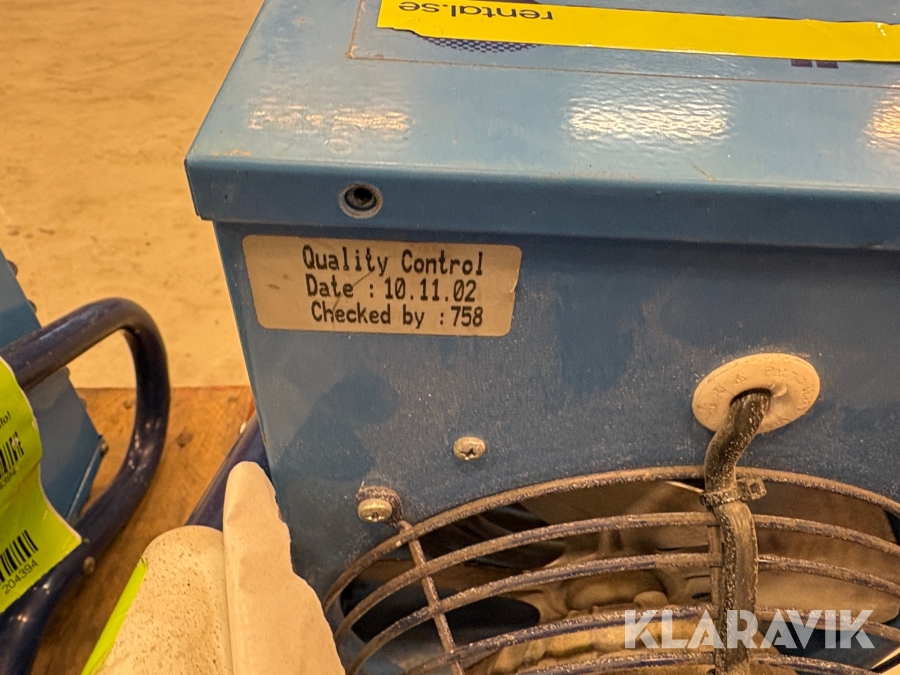 rental.se
Quality Control
Date : 10.11.02
Checked by : 758
204394
KLARAVIK